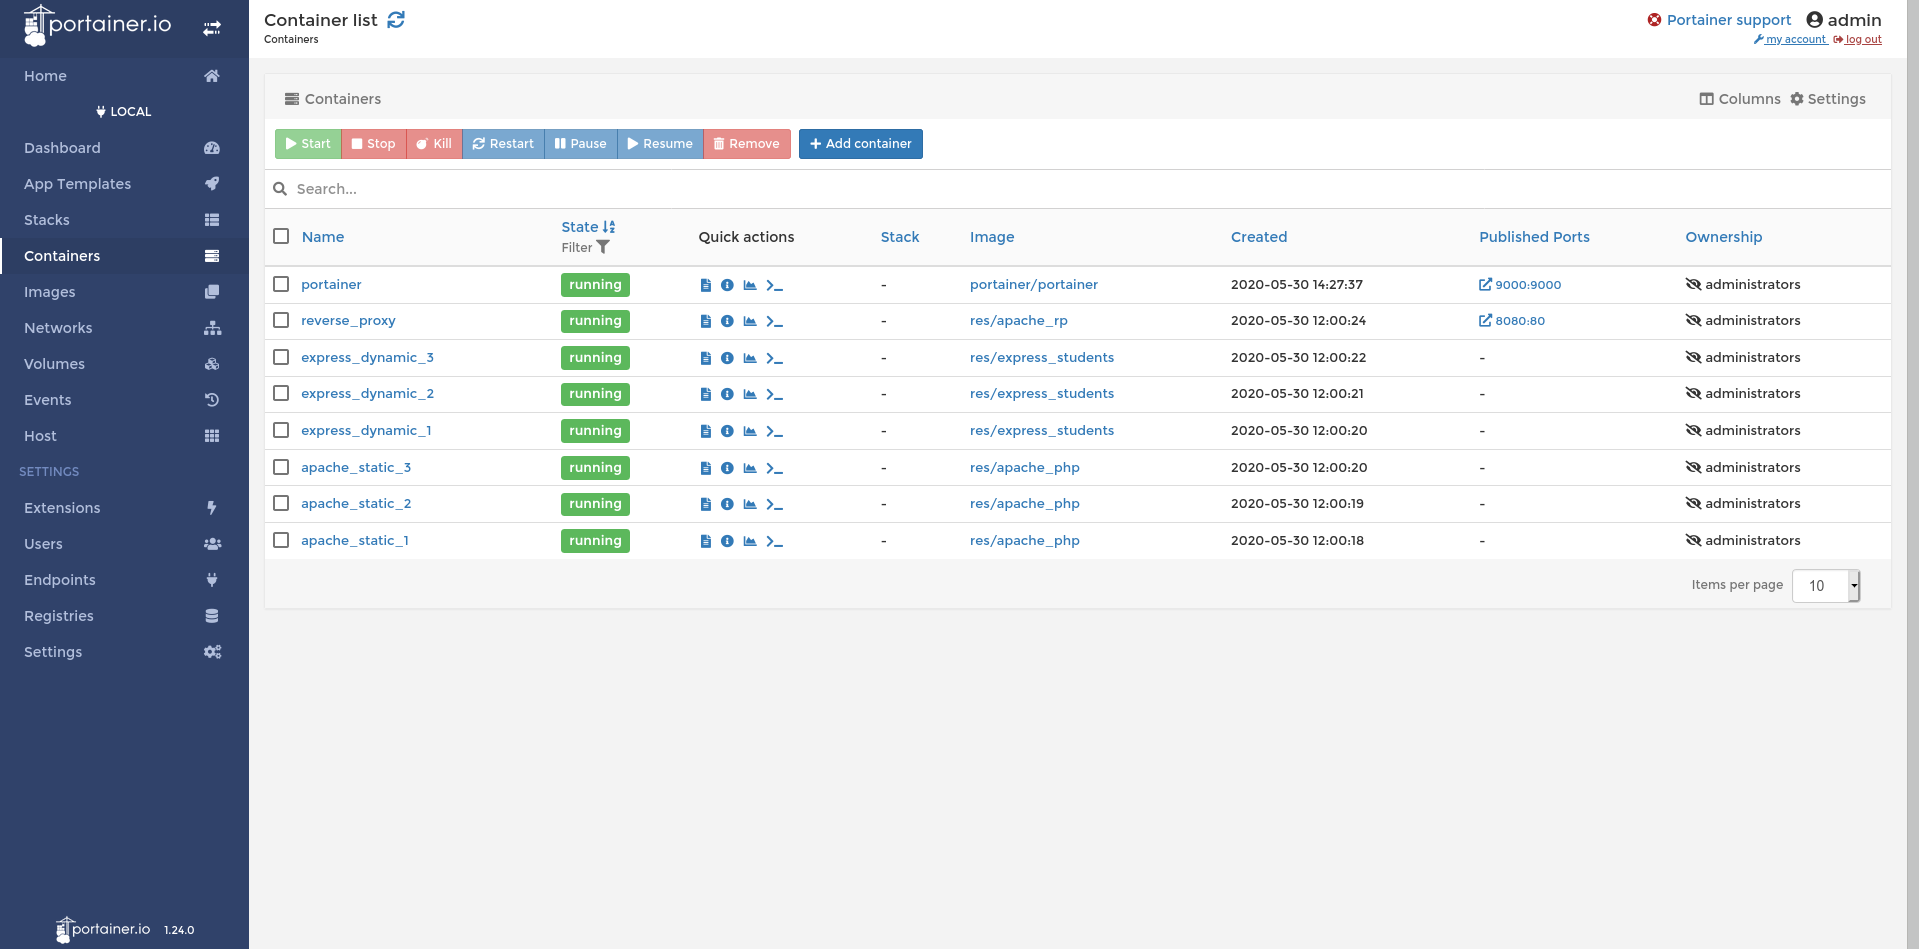 portainer.io
Home
LOCAL
Dashboard
App Templates
Stacks
Containers
Images
Networks
Volumes
Events
Host
SETTINGS
Extensions
Users
Endpoints
Registries
Settings
portainer.io 1.24.0
Container list
Containers
Portainer support admin
my account log out
Containers
Columns Settings
Start Stop Kill Restart Pause Resume Remove Add container
Search...
Name State Filter Quick actions Stack Image Created Published Ports Ownership
portainer running - portainer/portainer 2020-05-30 14:27:37 9000:9000 administrators
reverse_proxy running - res/apache_rp 2020-05-30 12:00:24 8080:80 administrators
express_dynamic_3 running - res/express_students 2020-05-30 12:00:22 - administrators
express_dynamic_2 running - res/express_students 2020-05-30 12:00:21 - administrators
express_dynamic_1 running - res/express_students 2020-05-30 12:00:20 - administrators
apache_static_3 running - res/apache_php 2020-05-30 12:00:20 - administrators
apache_static_2 running - res/apache_php 2020-05-30 12:00:19 - administrators
apache_static_1 running - res/apache_php 2020-05-30 12:00:18 - administrators
Items per page 10